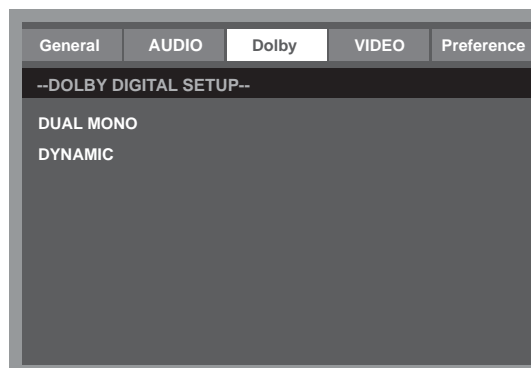 General AUDIO Dolby VIDEO Preference
--DOLBY DIGITAL SETUP--
DUAL MONO
DYNAMIC